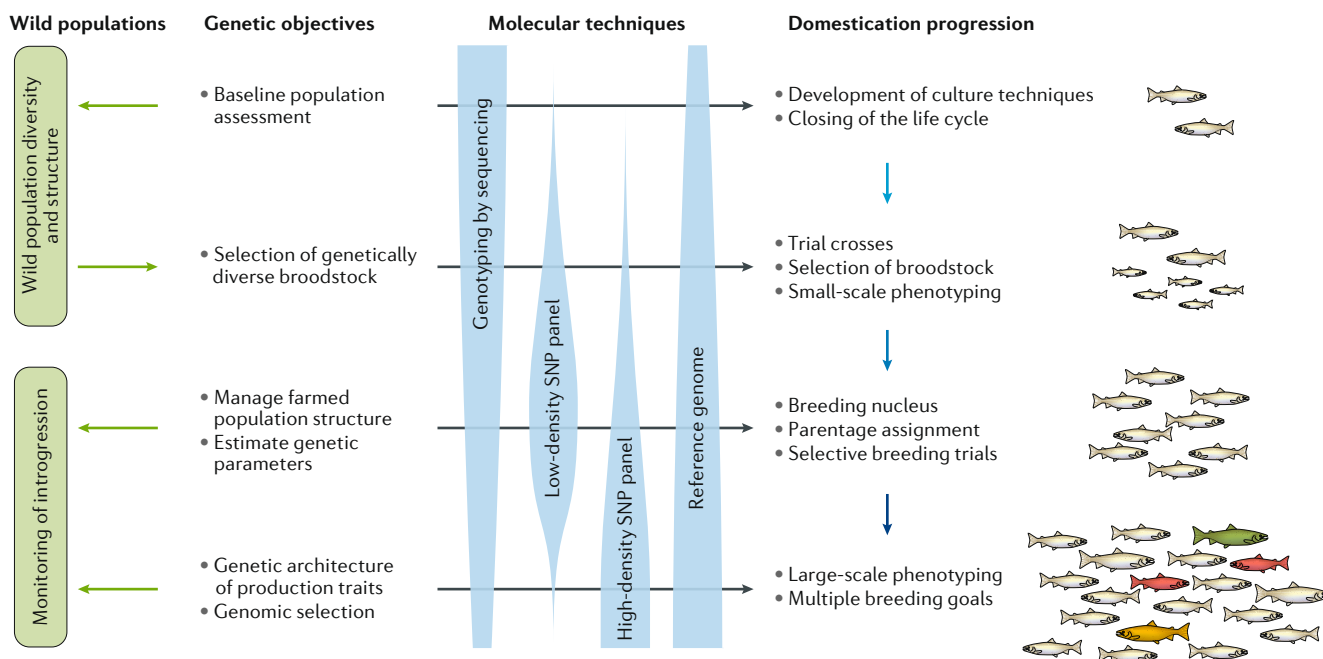 Wild populations
Genetic objectives
Molecular techniques
Domestication progression
Wild population diversity
and structure
Monitoring of introgression
• Baseline population
assessment
• Selection of genetically
diverse broodstock
• Manage farmed
population structure
• Estimate genetic
parameters
• Genetic architecture
of production traits
• Genomic selection
Genotyping by sequencing
Low-density SNP panel
High-density SNP panel
Reference genome
• Development of culture techniques
• Closing of the life cycle
• Trial crosses
• Selection of broodstock
• Small-scale phenotyping
• Breeding nucleus
• Parentage assignment
• Selective breeding trials
• Large-scale phenotyping
• Multiple breeding goals